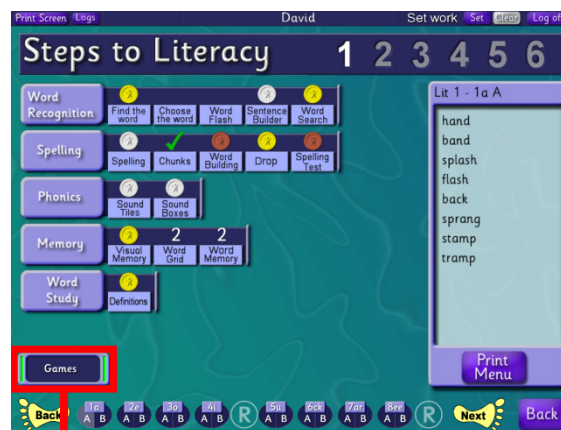 Print Screen Logs David Set work Set Clear Log of
Steps to Literacy 1 2 3 4 5 6
Word
Recognition
Find the
word
Choose
the word
Word
Flash
Sentence
Builder
Word
Search
Spelling
Spelling
Chunks
Word
Building
Drop
Spelling
Test
Phonics
Sound
Tiles
Sound
Boxes
Memory
2 2
Visual
Memory
Word
Grid
Word
Memory
Word
Study
Definitions
Lit 1 - 1a A
hand
band
splash
flash
back
sprang
stamp
tramp
Print
Menu
Games
Back
1a
A B
2e
A B
3o
A B
4i
A B
R
5u
A B
6ck
A B
7ar
A B
8ee
A B
R
Next
Back